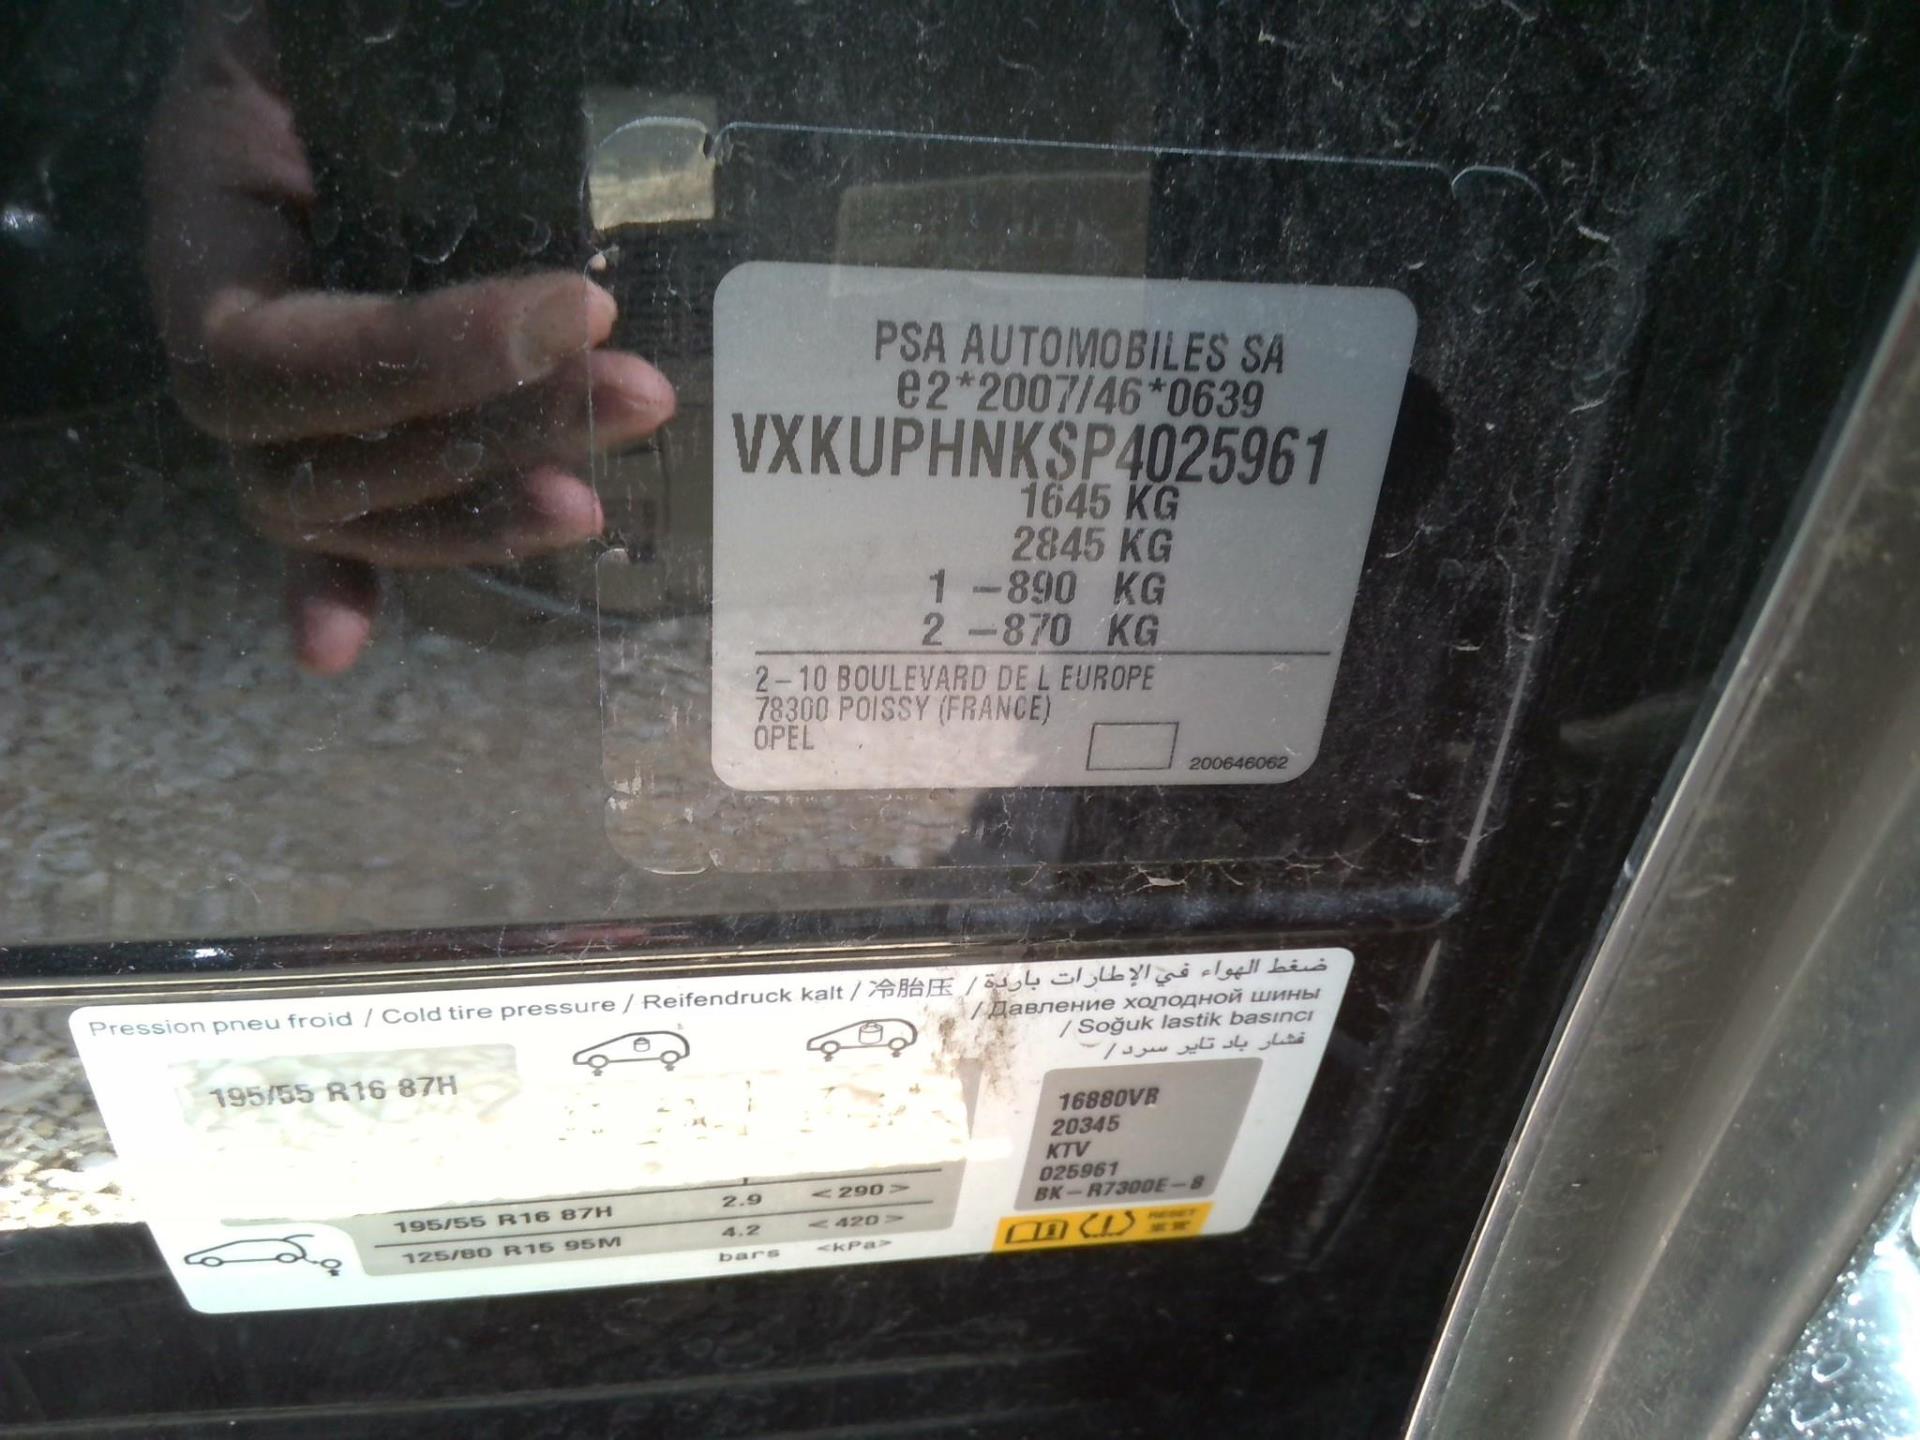 PSA AUTOMOBILES SA
e2*2007/46*0639
VXKUPHNKSP4025961
1645 KG
2845 KG
1 -890 KG
2 -870 KG
2-10 BOULEVARD DE L EUROPE
78300 POISSY (FRANCE)
OPEL
200646062
Pression pneu froid / Cold tire pressure / Reifendruck kalt / 冷胎压 / ضغط الهواء في الإطارات باردة
/ Давление холодной шины
/ Soğuk lastik basıncı
/ فشار باد تایر سرد
195/55 R16 87H
195/55 R16 87H 2.9 <290>
125/80 R15 95M 4.2 <420>
bars <kPa>
16880VR
20345
KTV
025961
BK-R7300E-8
RESET